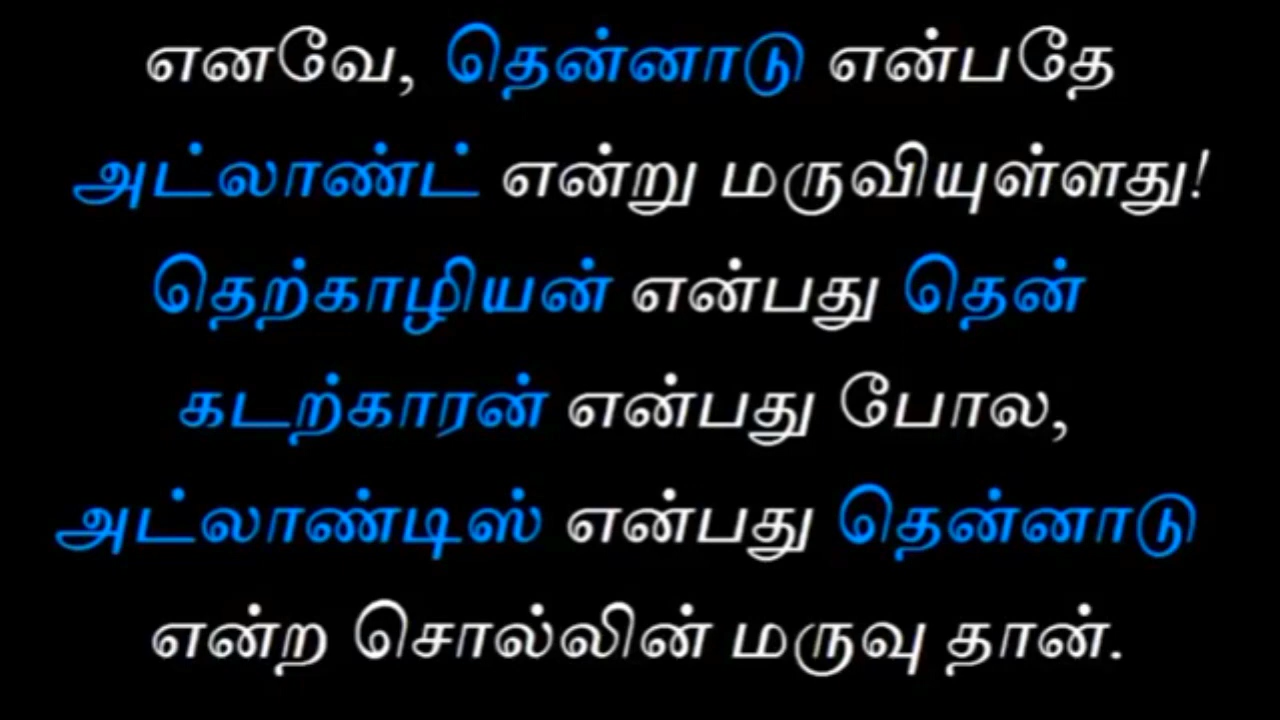 எனவே, தென்னாடு என்பதே
அட்லாண்ட் என்று மருவியுள்ளது!
தெற்காழியன் என்பது தென்
கடற்காரன் என்பது போல,
அட்லாண்டிஸ் என்பது தென்னாடு
என்ற சொல்லின் மருவு தான்.